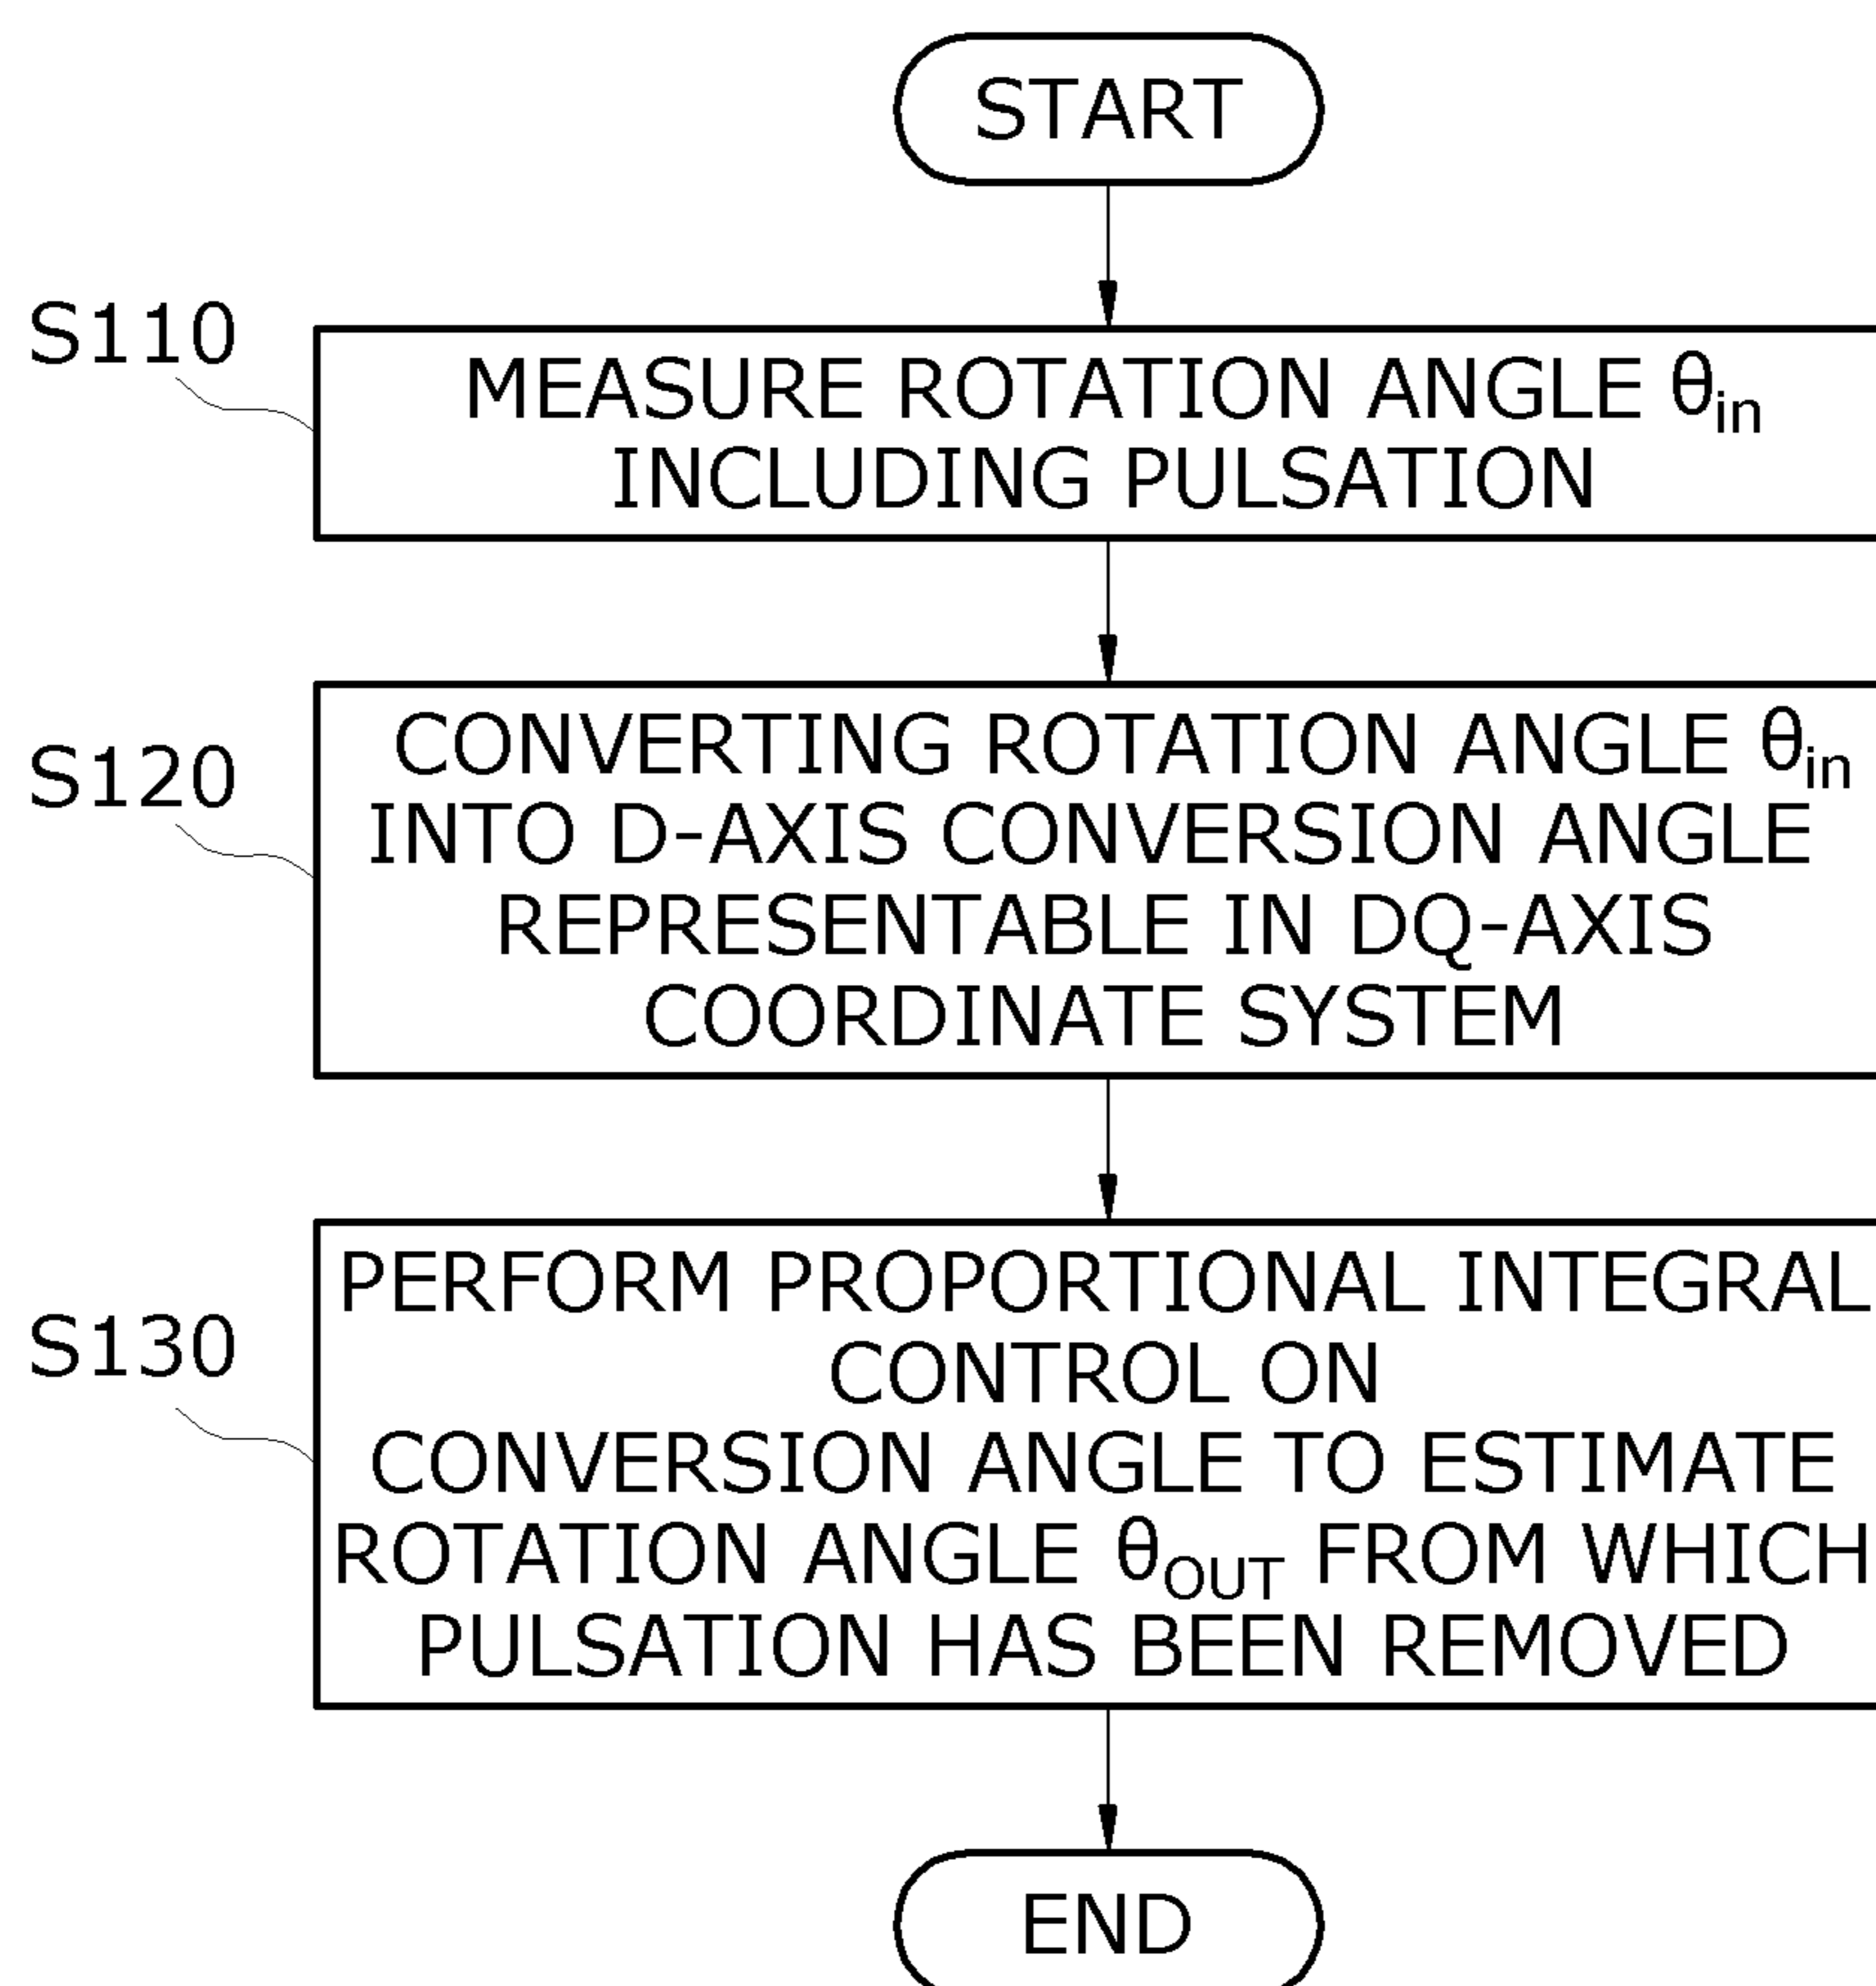 START
S110
MEASURE ROTATION ANGLE θin
INCLUDING PULSATION
S120
CONVERTING ROTATION ANGLE θin
INTO D-AXIS CONVERSION ANGLE
REPRESENTABLE IN DQ-AXIS
COORDINATE SYSTEM
S130
PERFORM PROPORTIONAL INTEGRAL
CONTROL ON
CONVERSION ANGLE TO ESTIMATE
ROTATION ANGLE θOUT FROM WHICH
PULSATION HAS BEEN REMOVED
END